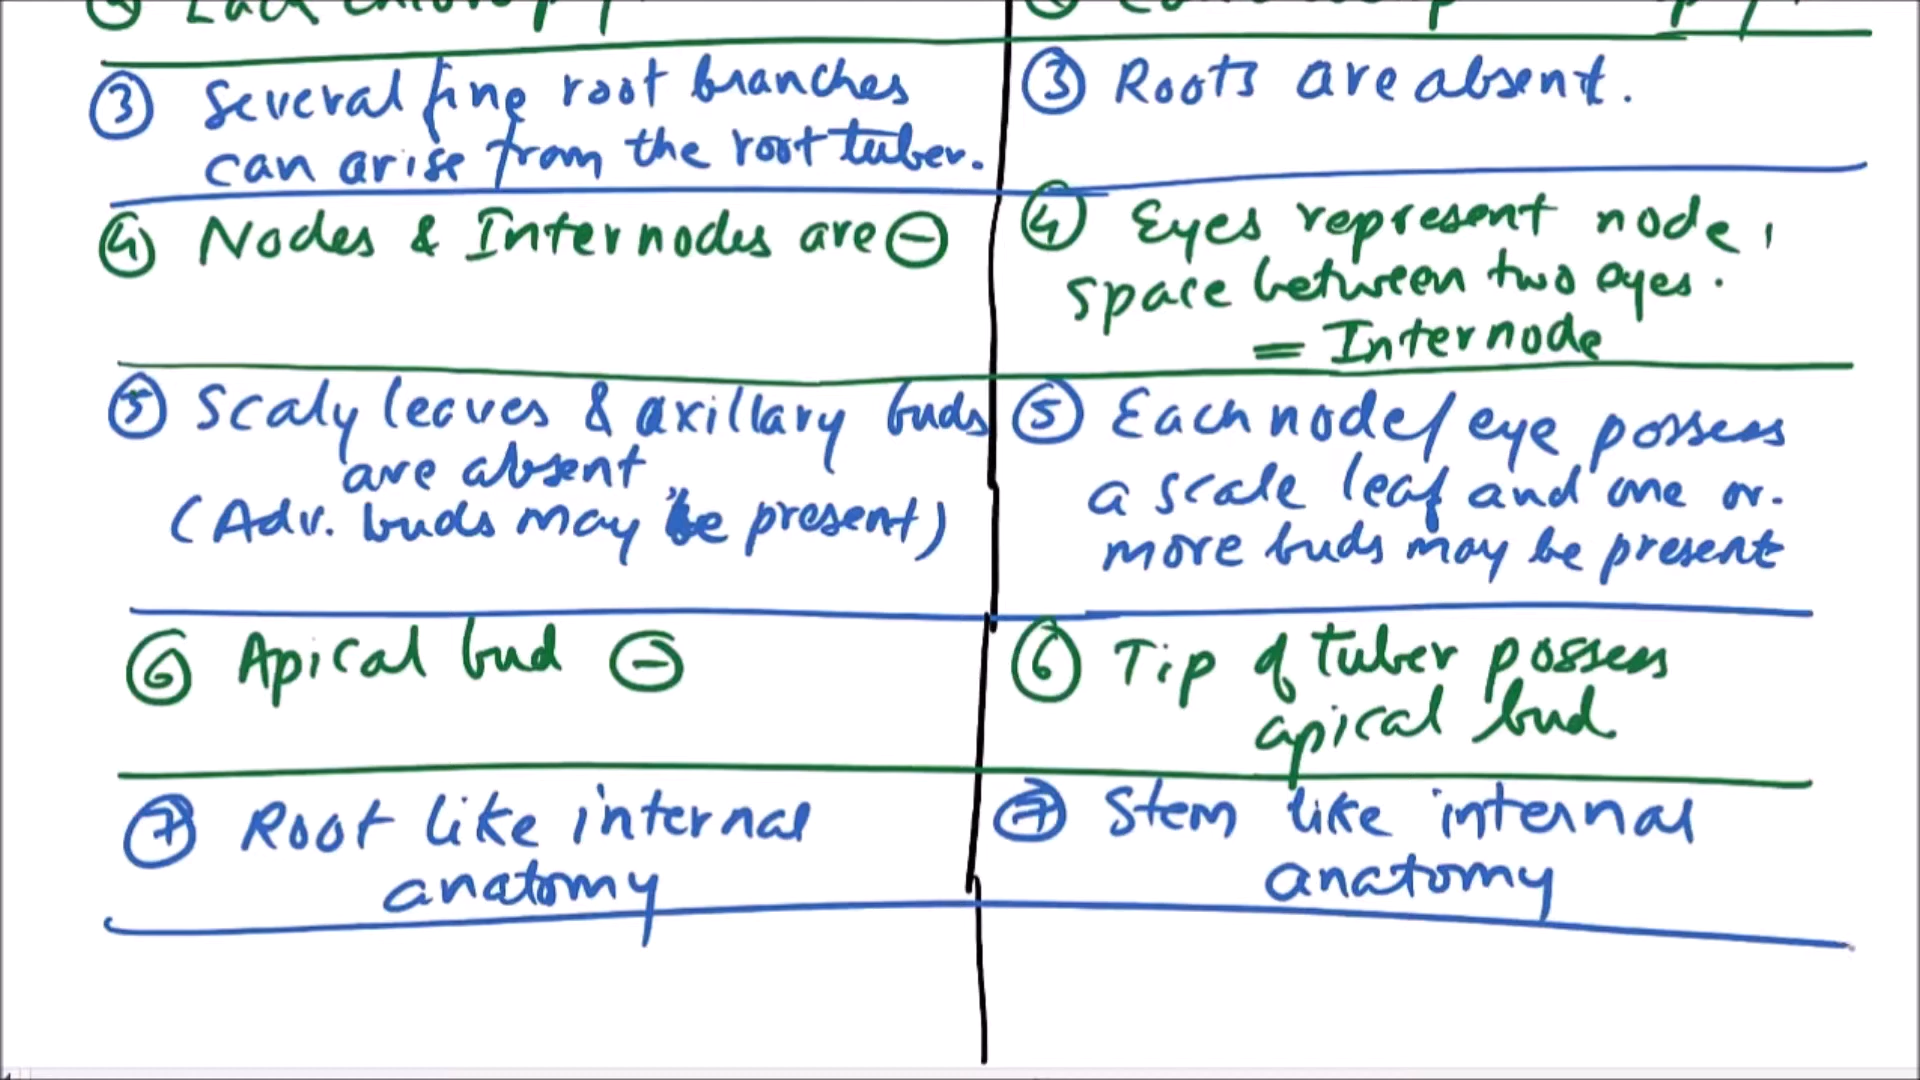 ③ Several fine root branches
can arise from the root tuber.
④ Nodes & Internodes are ⊖
⑤ Scaly leaves & axillary buds
are absent
(Adv. buds may be present)
⑥ Apical bud ⊖
⑦ Root like internal
anatomy
③ Roots are absent.
④ Eyes represent node,
space between two eyes.
= Internode
⑤ Each node/eye possess
a scale leaf and one or
more buds may be present
⑥ Tip of tuber possess
apical bud
⑦ Stem like internal
anatomy